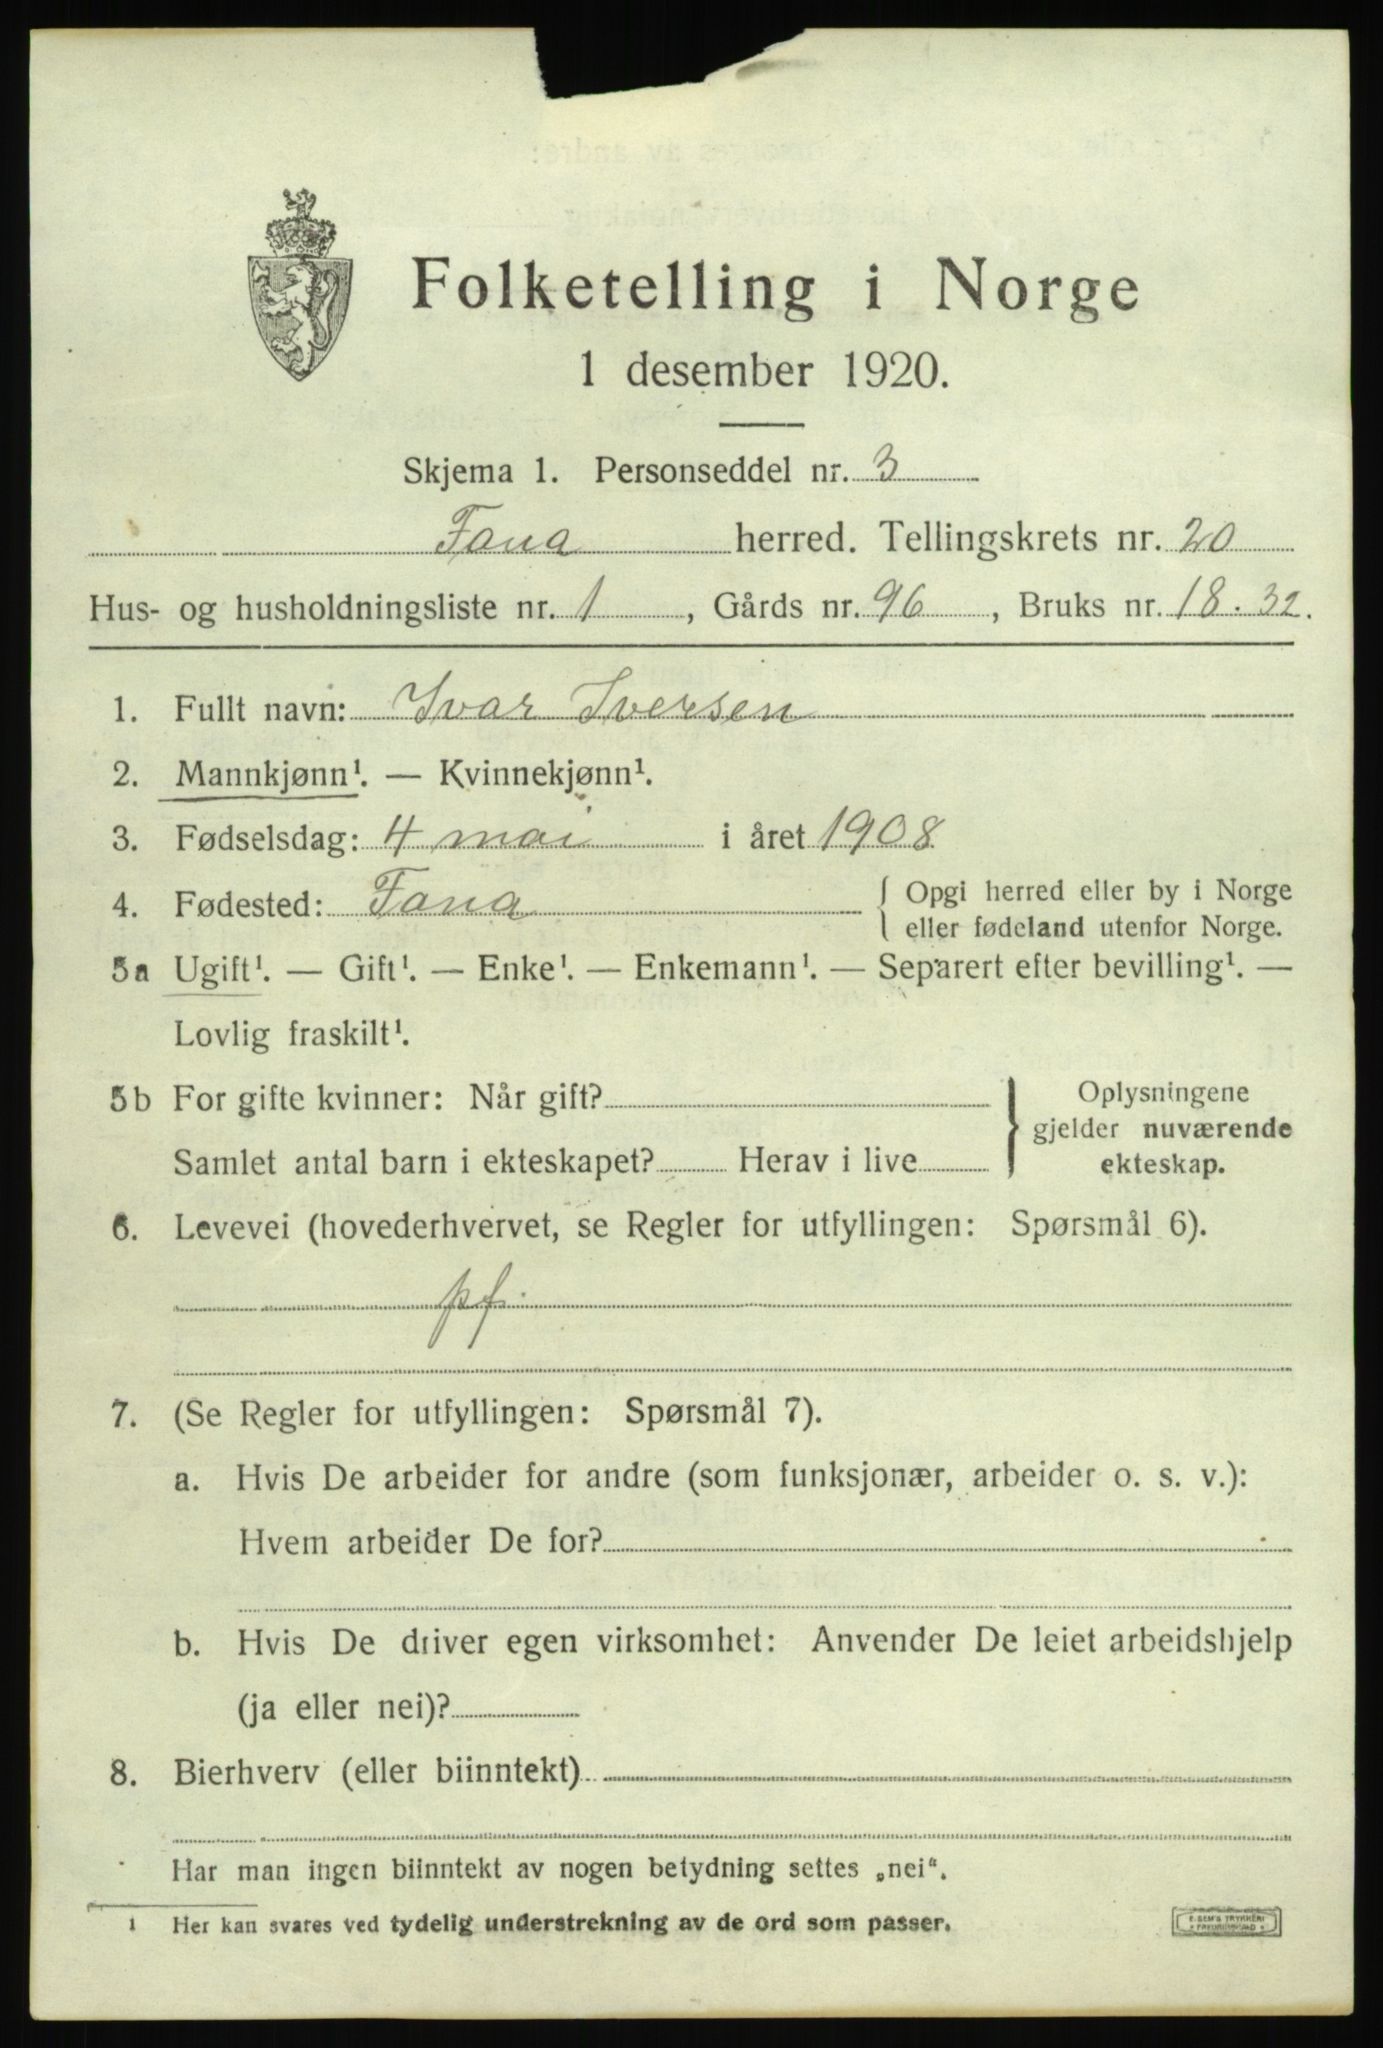 Folketelling i Norge
1 desember 1920.
Skjema 1. Personseddel nr. 3
Fana herred. Tellingskrets nr. 20
Hus- og husholdningsliste nr. 1, Gårds nr. 96, Bruks nr. 18.32.
1. Fullt navn: Ivar Iversen
2. Mannkjønn¹. — Kvinnekjønn¹.
3. Fødselsdag: 4 mai i året 1908
4. Fødested: Fana { Opgi herred eller by i Norge
eller fødeland utenfor Norge.
5a Ugift¹. — Gift¹. — Enke¹. — Enkemann¹. — Separert efter bevilling¹. —
Lovlig fraskilt¹.
5b For gifte kvinner: Når gift?
Samlet antal barn i ekteskapet? Herav i live
} Oplysningene
gjelder nuværende
ekteskap.
6. Levevei (hovederhvervet, se Regler for utfyllingen: Spørsmål 6).
pf.
7. (Se Regler for utfyllingen: Spørsmål 7).
a. Hvis De arbeider for andre (som funksjonær, arbeider o. s. v.):
Hvem arbeider De for?
b. Hvis De driver egen virksomhet: Anvender De leiet arbeidshjelp
(ja eller nei)?
8. Bierhverv (eller biinntekt)
Har man ingen biinntekt av nogen betydning settes „nei“.
1 Her kan svares ved tydelig understrekning av de ord som passer.
E. SEM'S TRYKKERI
FREDRIKSHALD